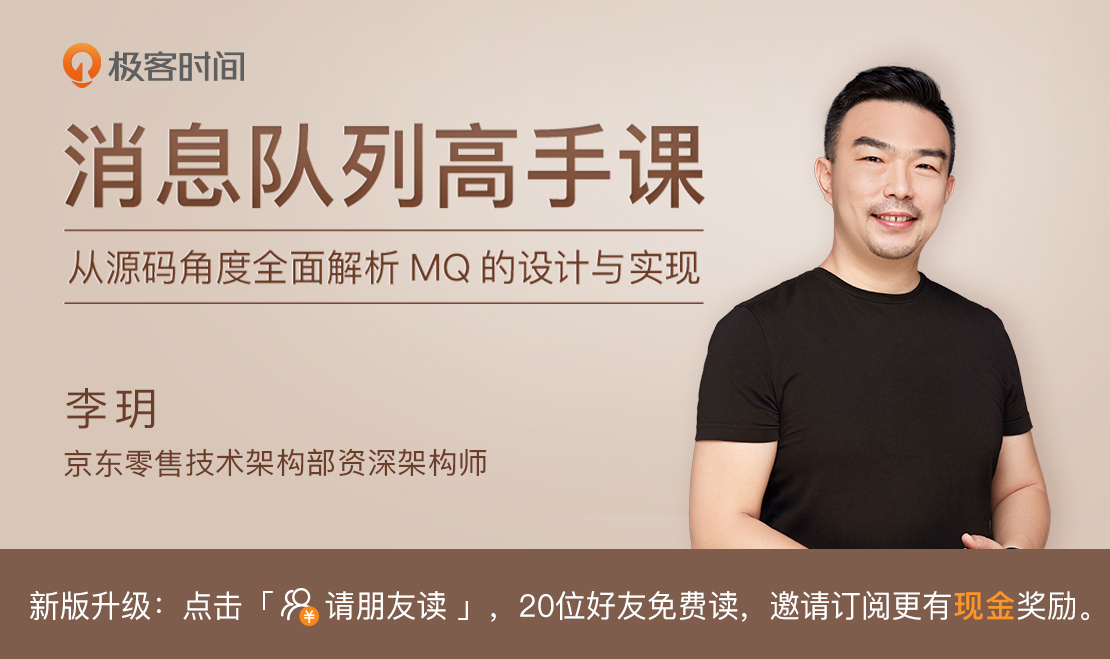 极客时间
消息队列高手课
从源码角度全面解析 MQ 的设计与实现
李玥
京东零售技术架构部资深架构师
新版升级：点击「 ¥ 请朋友读 」，20位好友免费读，邀请订阅更有现金奖励。